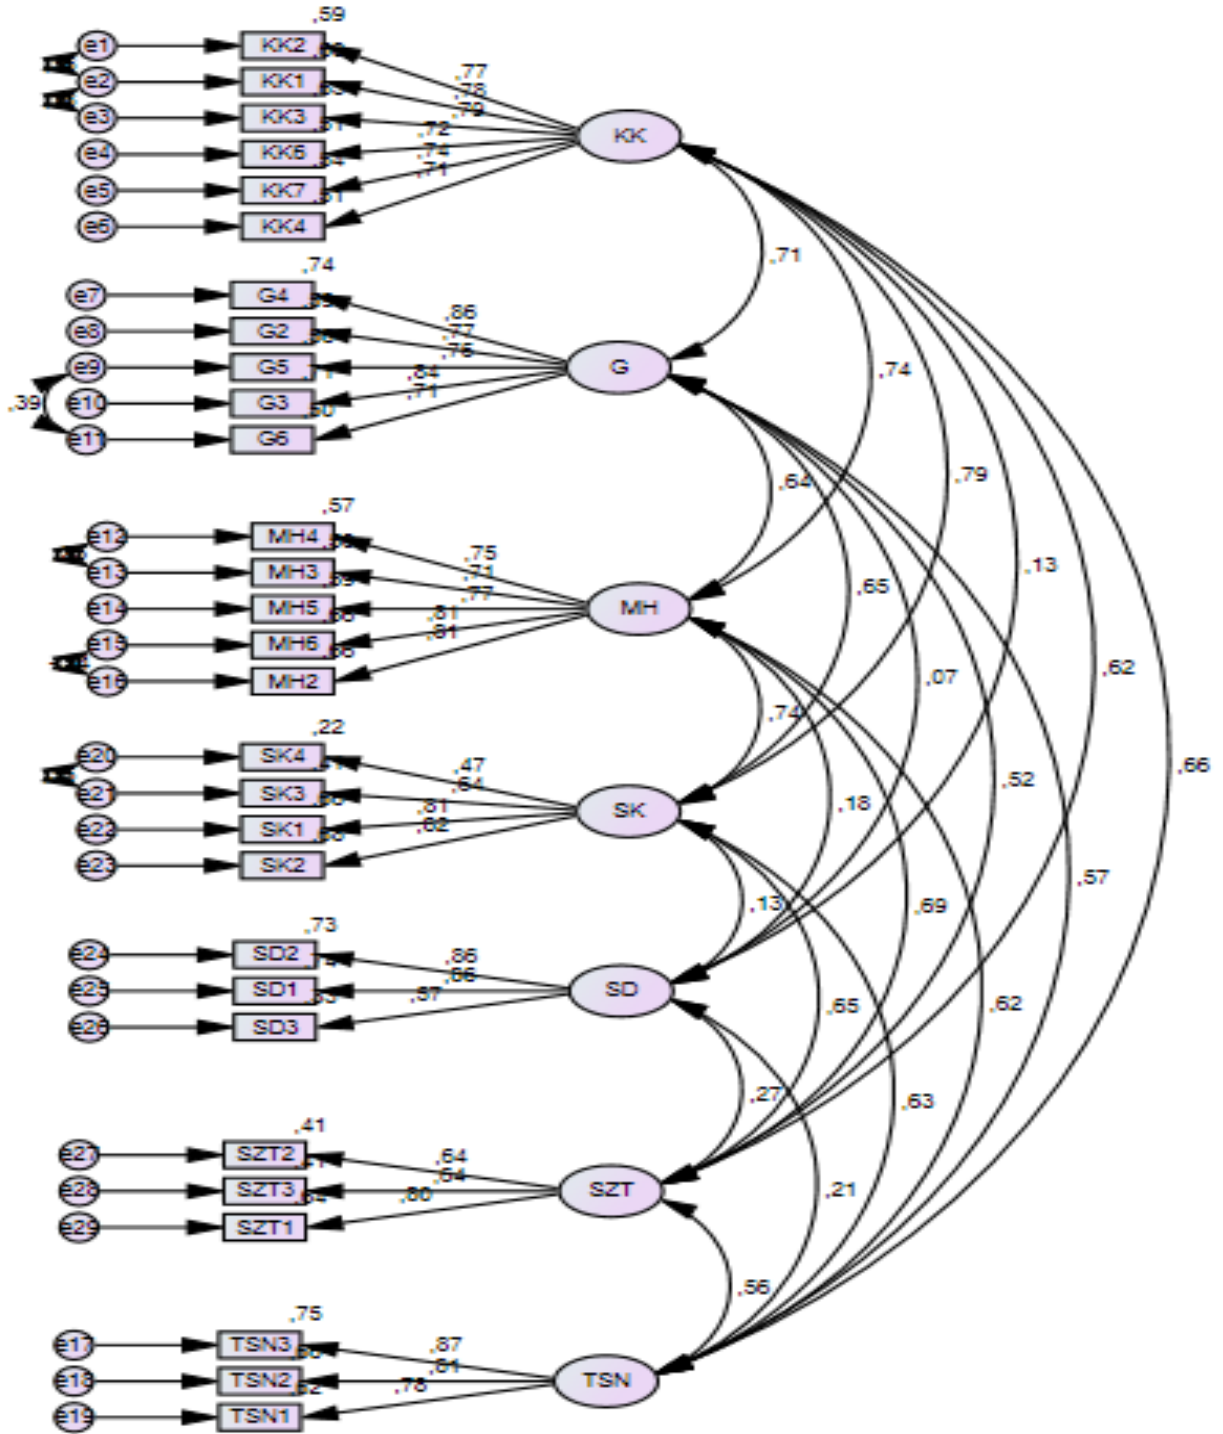 ,59
e1 KK2 ,77
e2 KK1 ,78
e3 KK3 ,79
e4 KK6 ,72
e5 KK7 ,74
e6 KK4 ,71
KK
,71
,74
e7 G4 ,86
e8 G2 ,77
e9 G5 ,75
e10 G3 ,84
e11 G6 ,71
G
,39
,71
,74
,64
,79
,57
e12 MH4 ,75
e13 MH3 ,71
e14 MH5 ,77
e15 MH6 ,81
e16 MH2 ,81
MH
,65
,13
,07
,62
,74
,22
e20 SK4 ,47
e21 SK3 ,64
e22 SK1 ,81
e23 SK2
SK
,66
,52
,18
,57
,13
,69
,73
e24 SD2 ,86
e25 SD1 ,86
e26 SD3 ,57
SD
,65
,62
,27
,63
,41
e27 SZT2 ,64
e28 SZT3 ,64
e29 SZT1 ,80
SZT
,21
,56
,75
e17 TSN3 ,87
e18 TSN2 ,81
e19 TSN1 ,78
TSN